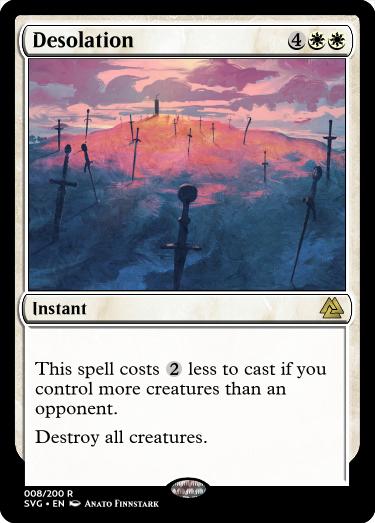 Desolation 4
Instant
This spell costs 2 less to cast if you
control more creatures than an
opponent.
Destroy all creatures.
008/200 R
SVG • EN Anato Finnstark